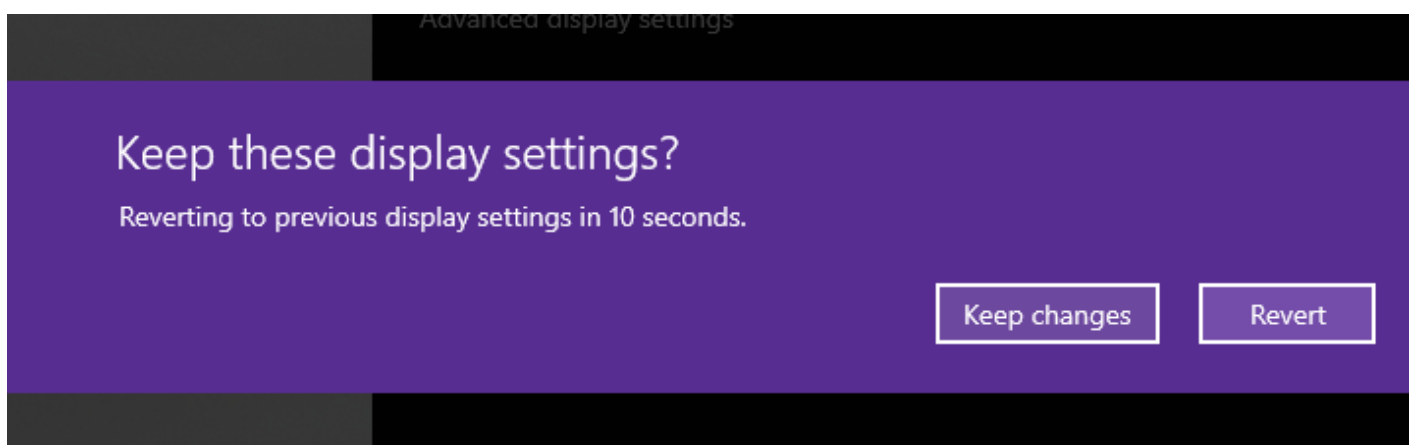 Advanced display settings
Keep these display settings?
Reverting to previous display settings in 10 seconds.
Keep changes
Revert